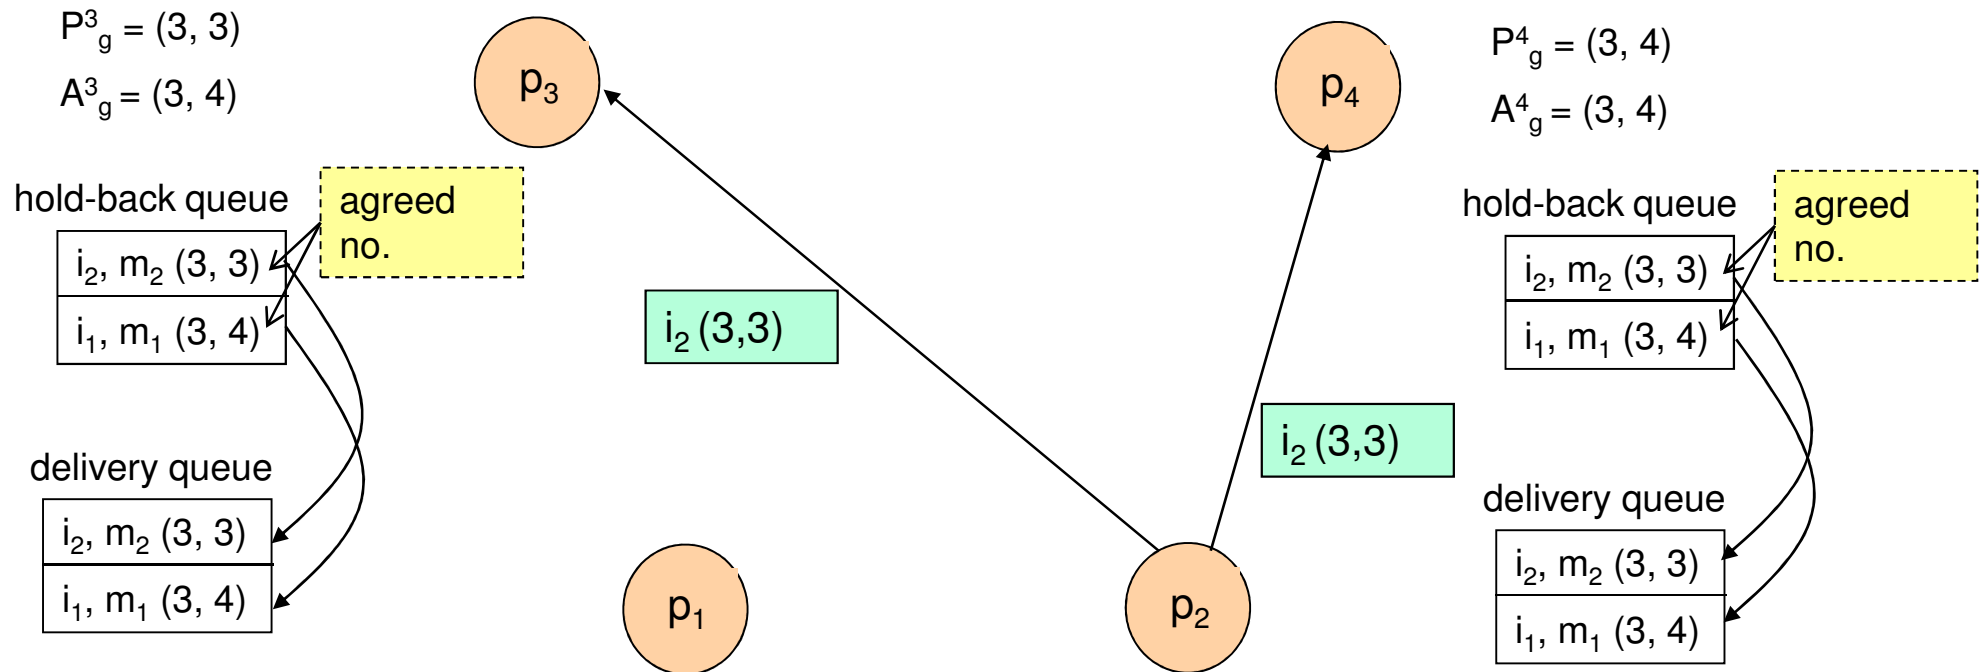 P³g = (3, 3)
A³g = (3, 4)
hold-back queue
i₂, m₂ (3, 3)
i₁, m₁ (3, 4)
agreed
no.
delivery queue
i₂, m₂ (3, 3)
i₁, m₁ (3, 4)
p₃
p₄
i₂ (3,3)
i₂ (3,3)
p₁
p₂
P⁴g = (3, 4)
A⁴g = (3, 4)
hold-back queue
i₂, m₂ (3, 3)
i₁, m₁ (3, 4)
agreed
no.
delivery queue
i₂, m₂ (3, 3)
i₁, m₁ (3, 4)